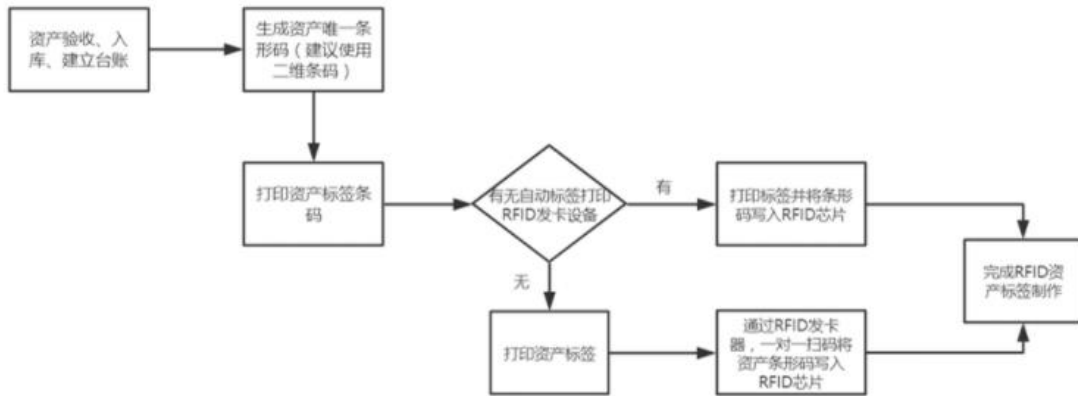 资产验收、入
库、建立台账
生成资产唯一条
形码（建议使用
二维条码）
打印资产标签条
码
有无自动标签打印
RFID发卡设备
有
打印标签并将条形
码写入RFID芯片
无
打印资产标签
通过RFID发卡
器，一对一扫码将
资产条形码写入
RFID芯片
完成RFID资
产标签制作